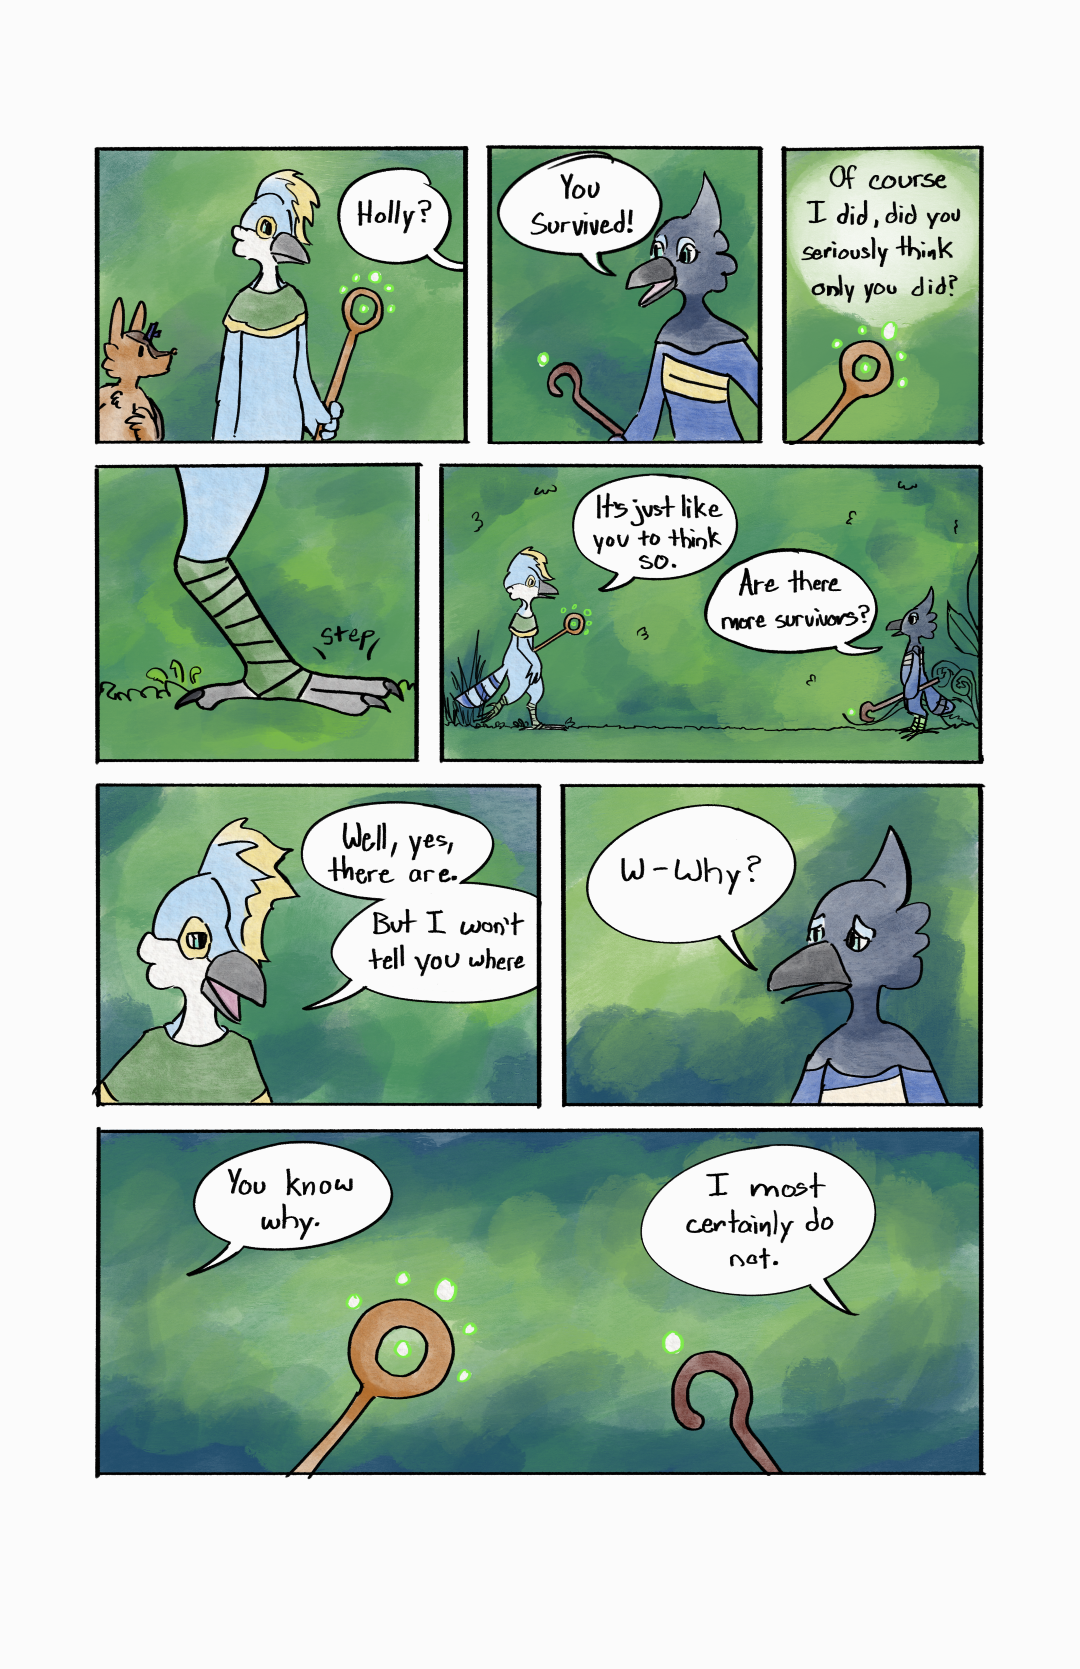 Holly?
You
Survived!
Of course
I did, did you
seriously think
only you did?
step
It's just like
you to think
so.
Are there
more survivors?
Well, yes,
there are.
But I won't
tell you where
W-Why?
You know
why.
I most
certainly do
not.